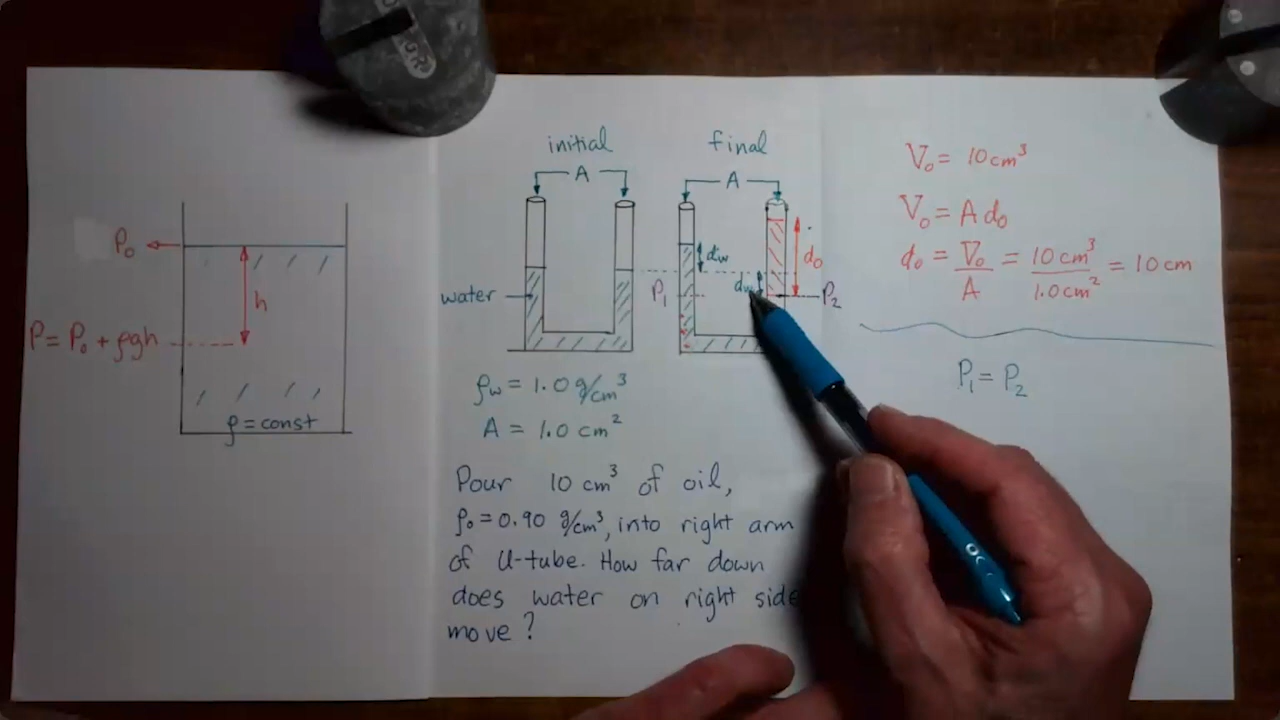 P₀
h
P = P₀ + ρgh
ρ = const
initial
A
water
final
A
dw
dw
d₀
P₁
P₂
ρw = 1.0 g/cm³
A = 1.0 cm²
Pour 10 cm³ of oil,
ρ₀ = 0.90 g/cm³, into right arm
of U-tube. How far down
does water on right side
move?
V₀ = 10 cm³
V₀ = A d₀
d₀ = V₀/A = 10 cm³/1.0 cm² = 10 cm
P₁ = P₂